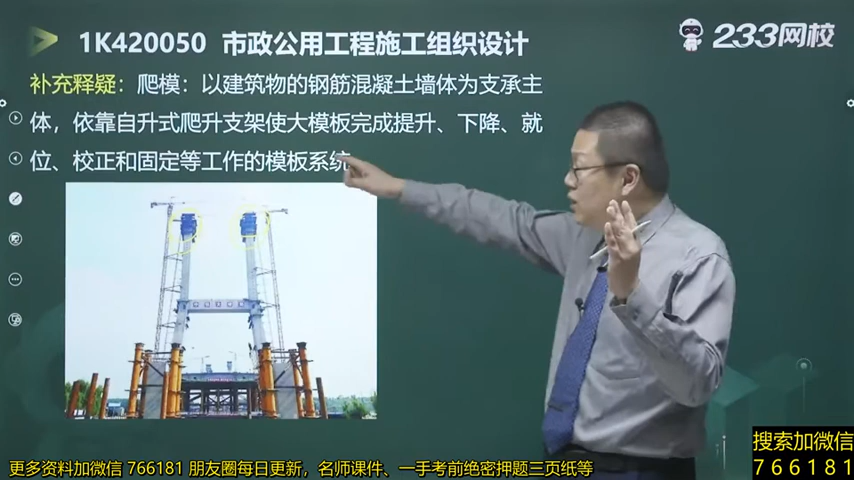 1K420050 市政公用工程施工组织设计
233网校
补充释疑：爬模：以建筑物的钢筋混凝土墙体为支承主
体，依靠自升式爬升支架使大模板完成提升、下降、就
位、校正和固定等工作的模板系统
搜索加微信
766181
更多资料加微信 766181 朋友圈每日更新，名师课件、一手考前绝密押题三页纸等